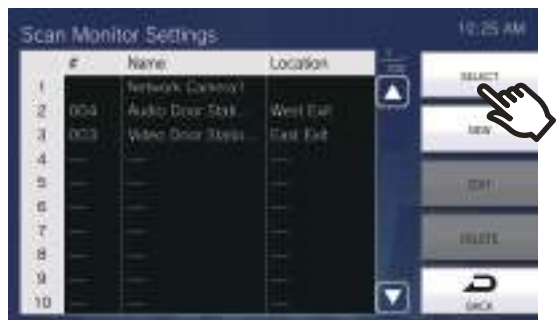 Scan Monitor Settings 10:25 AM
# Name Location
1 Network Camera1
2 004 Audio Door Stati... West Exit
3 003 Video Door Statio... East Exit
4 --- --- ---
5 --- --- ---
6 --- --- ---
7 --- --- ---
8 --- --- ---
9 --- --- ---
10 --- --- ---
SELECT
NEW
EDIT
DELETE
BACK